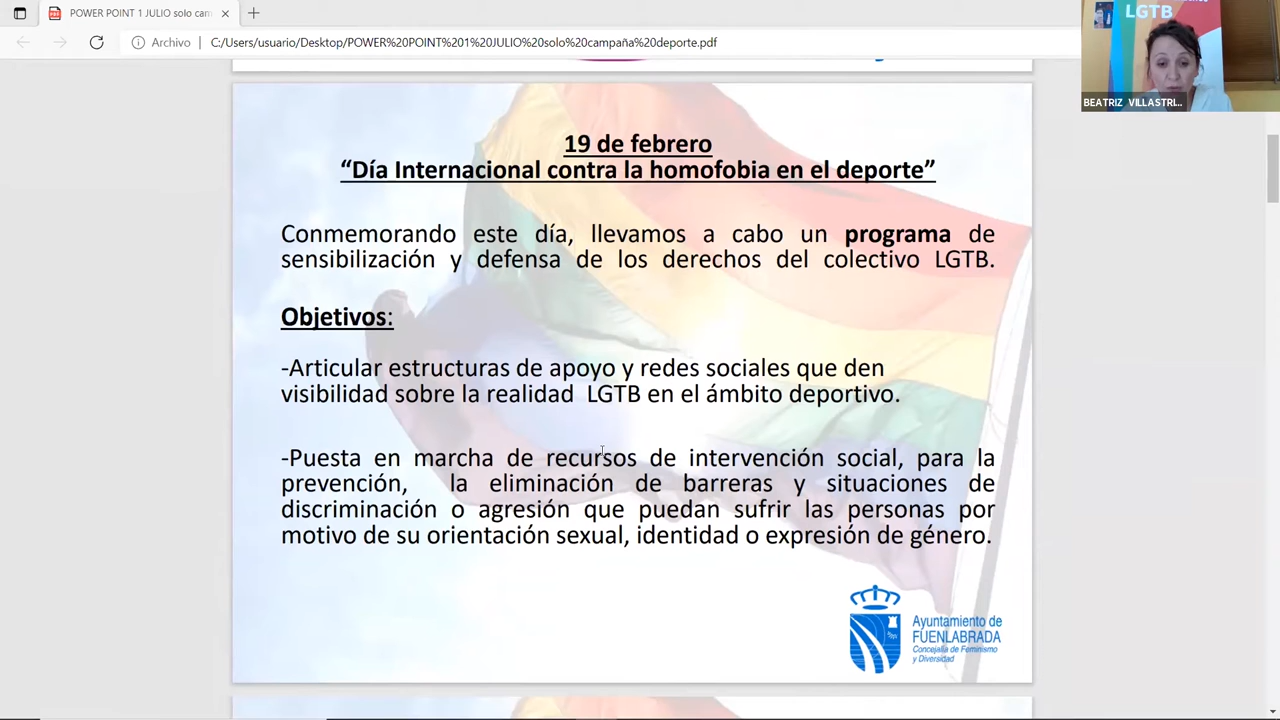 POWER POINT 1 JULIO solo cam
Archivo
C:/Users/usuario/Desktop/POWER%20POINT%201%20JULIO%20solo%20campaña%20deporte.pdf
LGTB
BEATRIZ VILLASTRI...
19 de febrero
“Día Internacional contra la homofobia en el deporte”
Conmemorando este día, llevamos a cabo un programa de
sensibilización y defensa de los derechos del colectivo LGTB.
Objetivos:
-Articular estructuras de apoyo y redes sociales que den
visibilidad sobre la realidad LGTB en el ámbito deportivo.
-Puesta en marcha de recursos de intervención social, para la
prevención, la eliminación de barreras y situaciones de
discriminación o agresión que puedan sufrir las personas por
motivo de su orientación sexual, identidad o expresión de género.
Ayuntamiento de
FUENLABRADA
Concejalía de Feminismo
y Diversidad